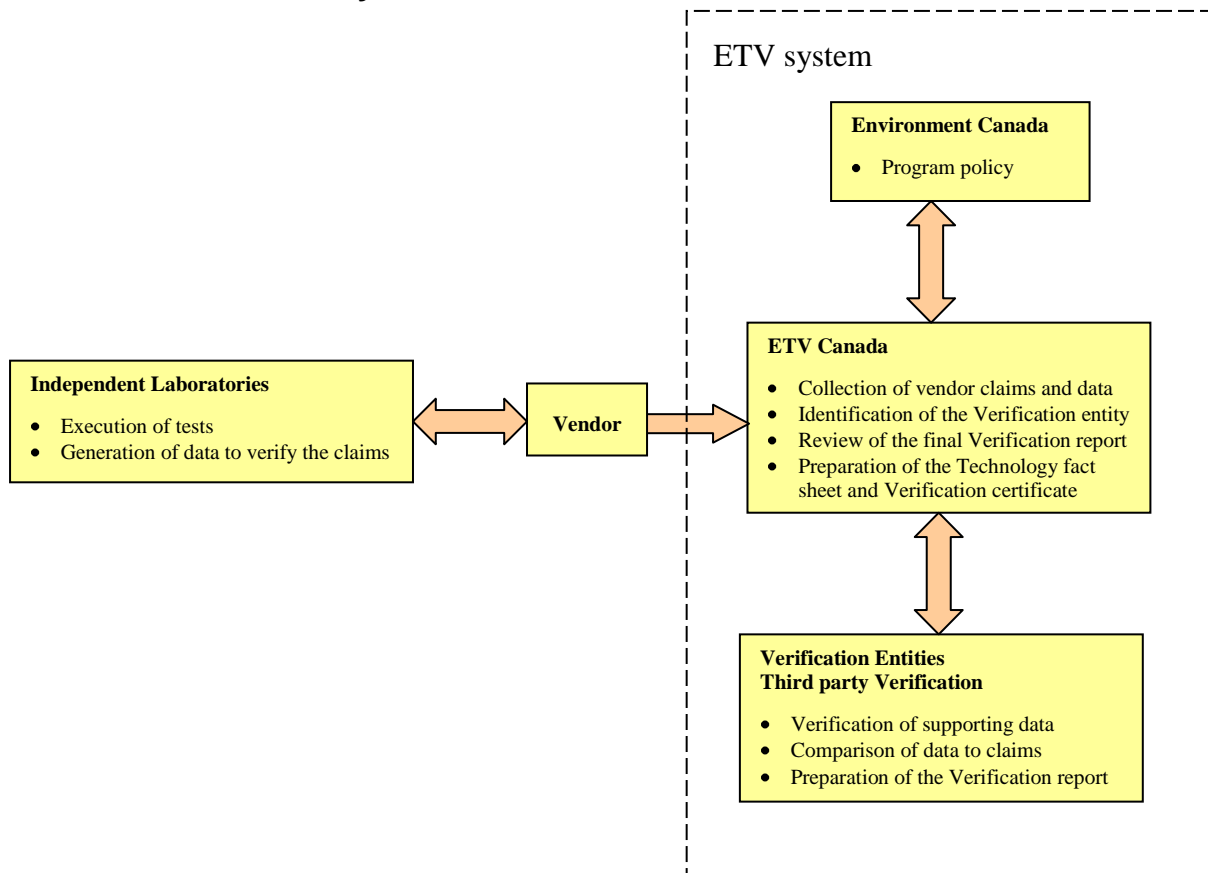 ETV system
Environment Canada
• Program policy
ETV Canada
• Collection of vendor claims and data
• Identification of the Verification entity
• Review of the final Verification report
• Preparation of the Technology fact
sheet and Verification certificate
Independent Laboratories
• Execution of tests
• Generation of data to verify the claims
Vendor
Verification Entities
Third party Verification
• Verification of supporting data
• Comparison of data to claims
• Preparation of the Verification report